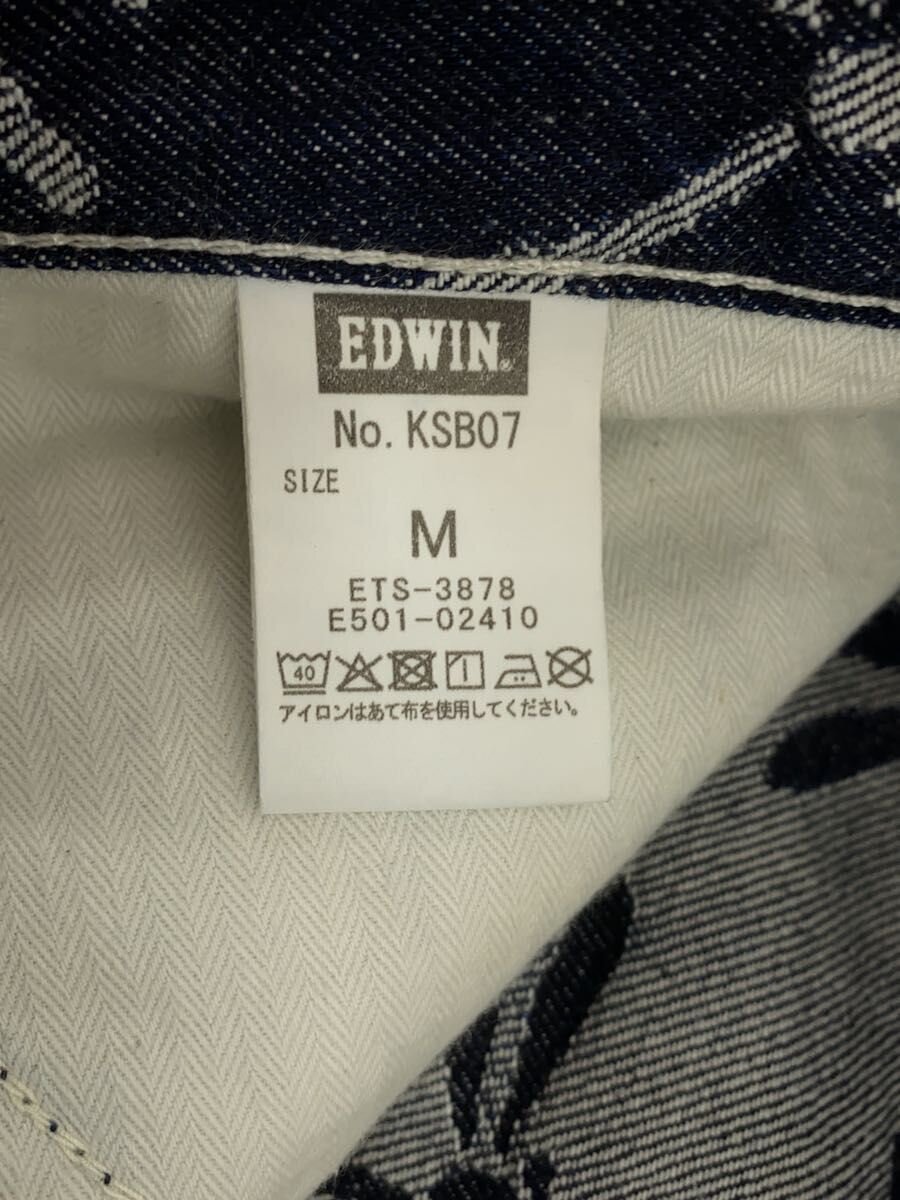 EDWIN®
No. KSB07
SIZE
M
ETS-3878
E501-02410
40
アイロンはあて布を使用してください。